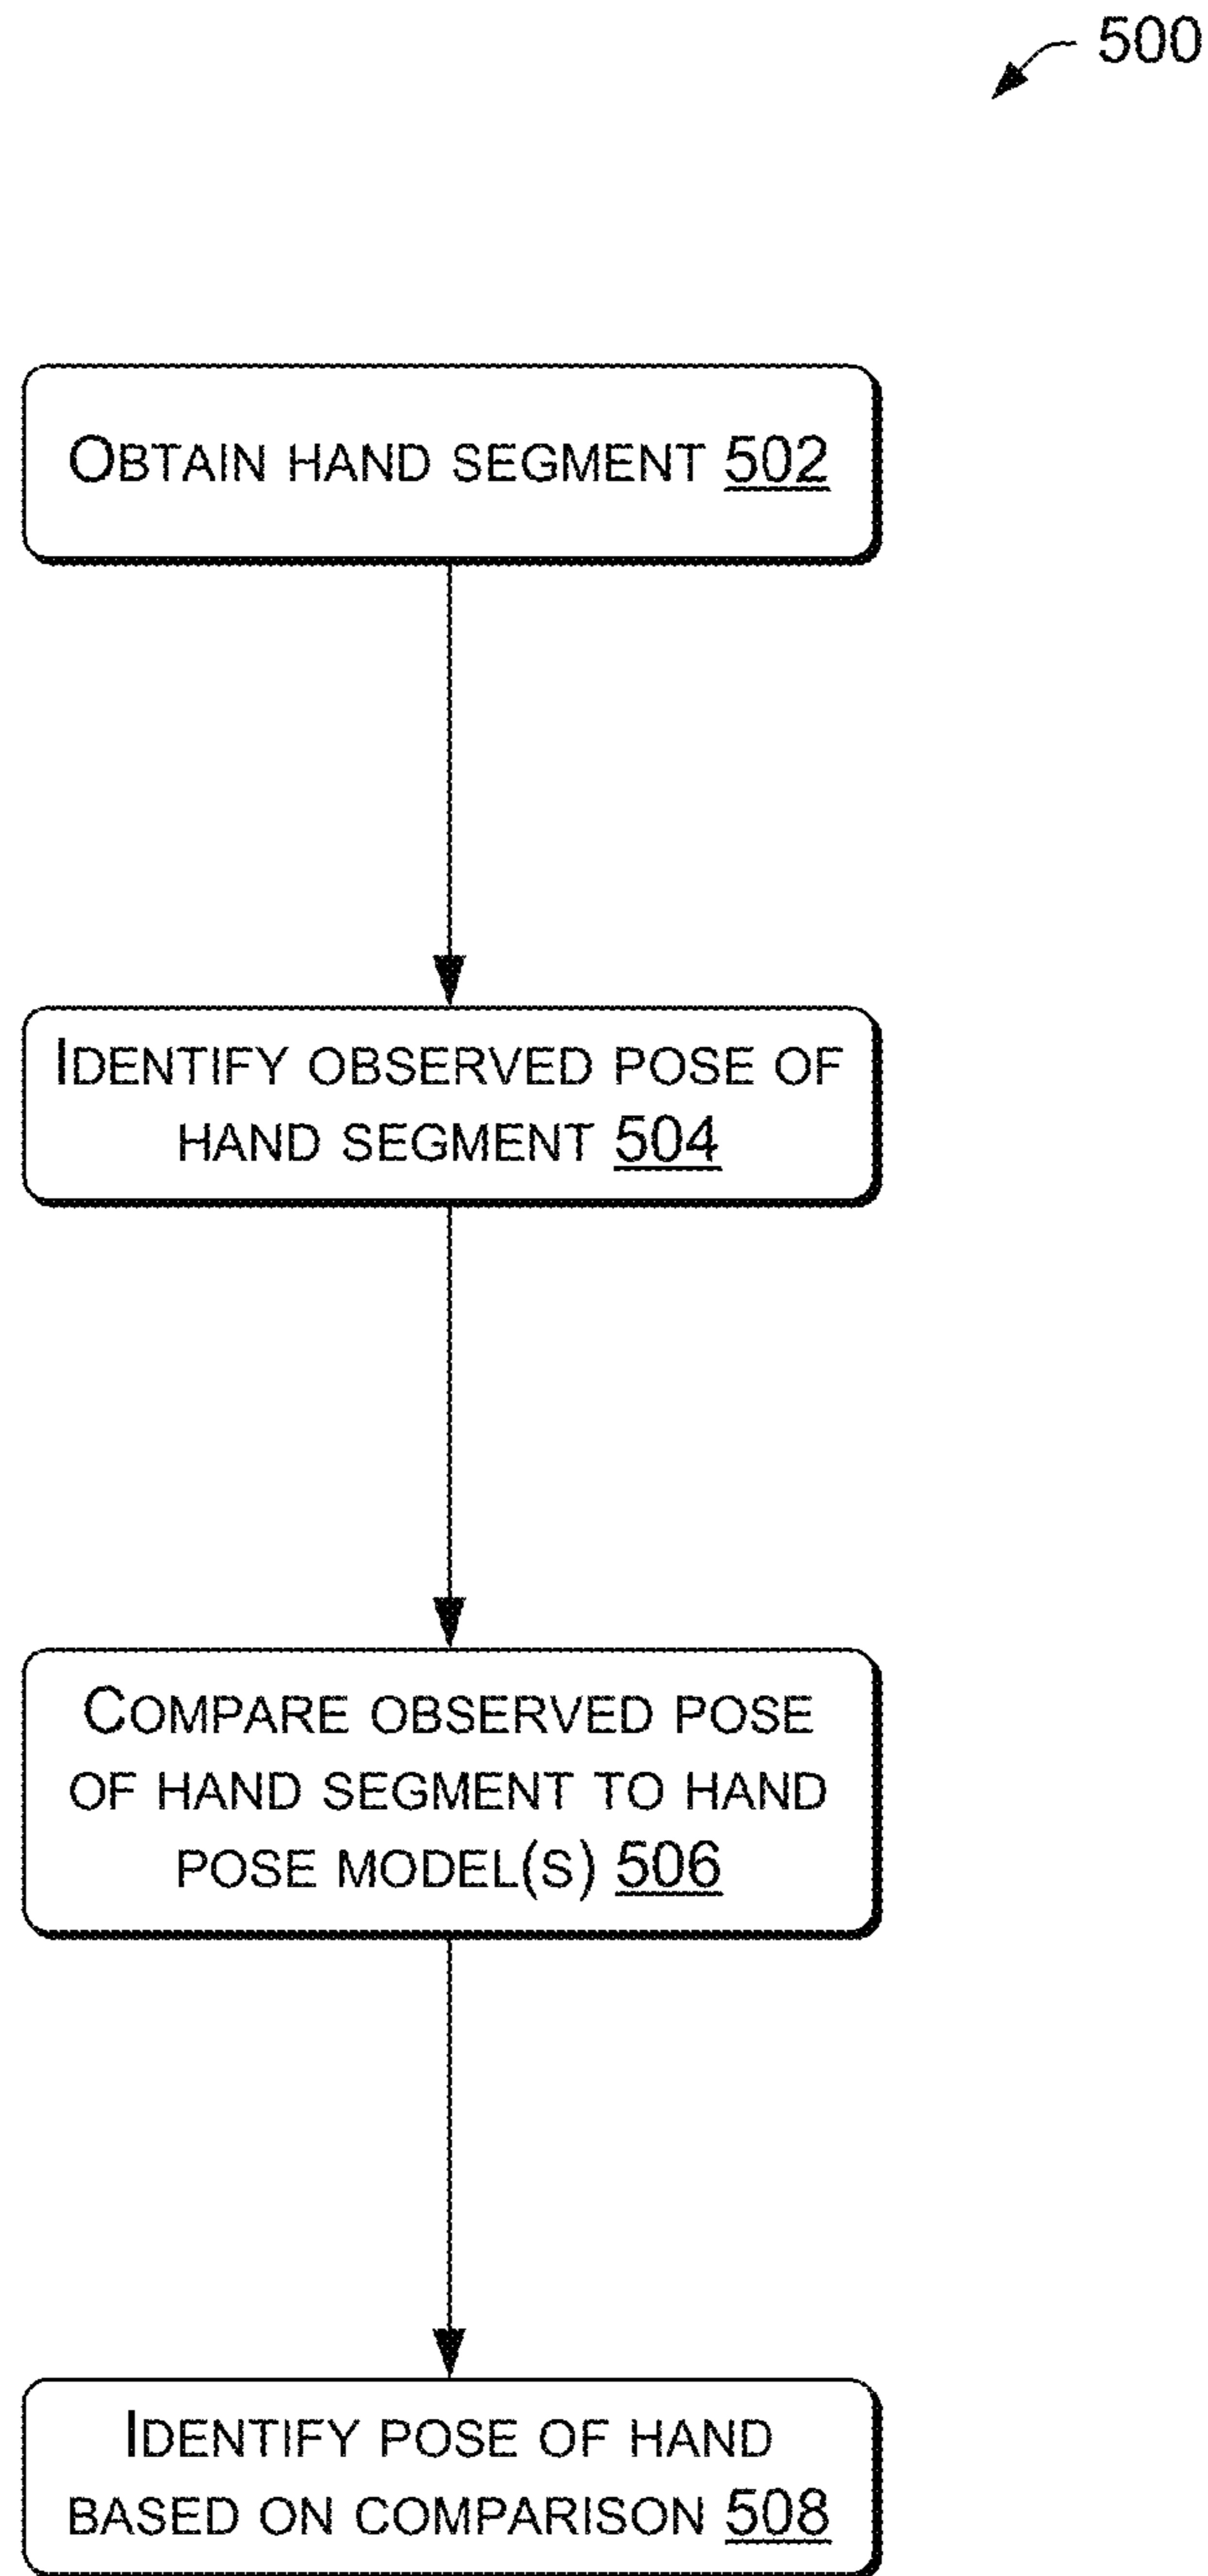 500
OBTAIN HAND SEGMENT 502
IDENTIFY OBSERVED POSE OF
HAND SEGMENT 504
COMPARE OBSERVED POSE
OF HAND SEGMENT TO HAND
POSE MODEL(S) 506
IDENTIFY POSE OF HAND
BASED ON COMPARISON 508